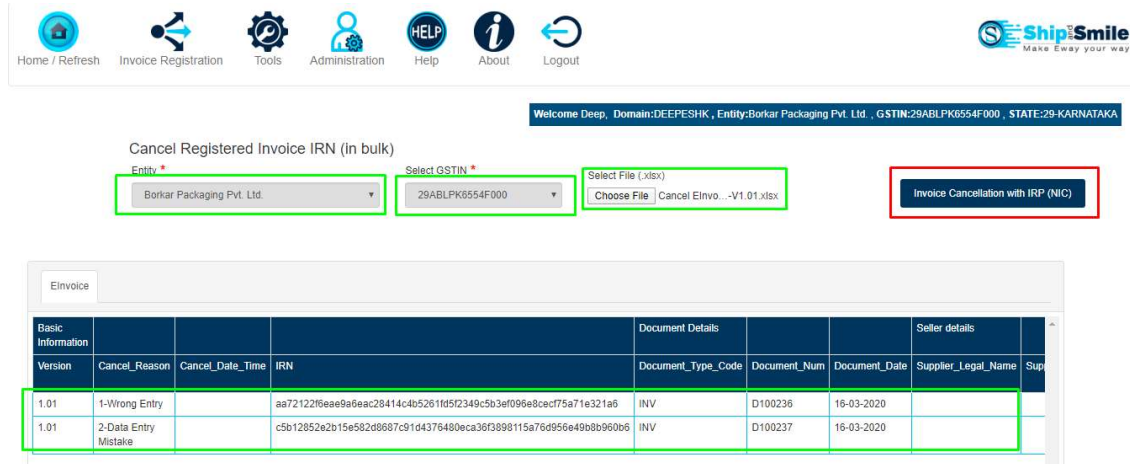 HELP
Home / Refresh Invoice Registration Tools Administration Help About Logout
S Ship and Smile
Make Eway your way
Welcome Deep, Domain:DEEPESHK , Entity:Borkar Packaging Pvt. Ltd. , GSTIN:29ABLPK6554F000 , STATE:29-KARNATAKA
Cancel Registered Invoice IRN (in bulk)
Entity * Select GSTIN * Select File (.xlsx)
Borkar Packaging Pvt. Ltd. 29ABLPK6554F000 Choose File Cancel EInvo...-V1.01.xlsx Invoice Cancellation with IRP (NIC)
EInvoice
Basic Information Document Details Seller details
Version Cancel_Reason Cancel_Date_Time IRN Document_Type_Code Document_Num Document_Date Supplier_Legal_Name Supp
1.01 1-Wrong Entry aa72122f6eae9a6eac28414c4b5261fd5f2349c5b3ef096e8cecf75a71e321a6 INV D100236 16-03-2020
1.01 2-Data Entry Mistake c5b12852e2b15e582d8687c91d4376480eca36f3898115a76d956e49b8b960b6 INV D100237 16-03-2020